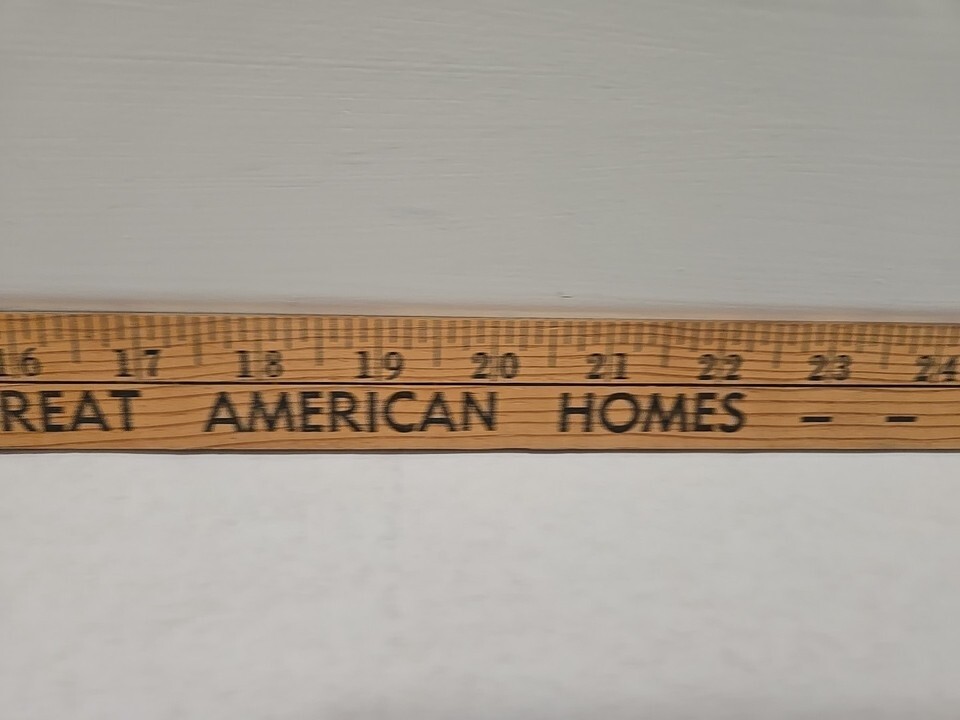 16 17 18 19 20 21 22 23 24
REAT AMERICAN HOMES - -